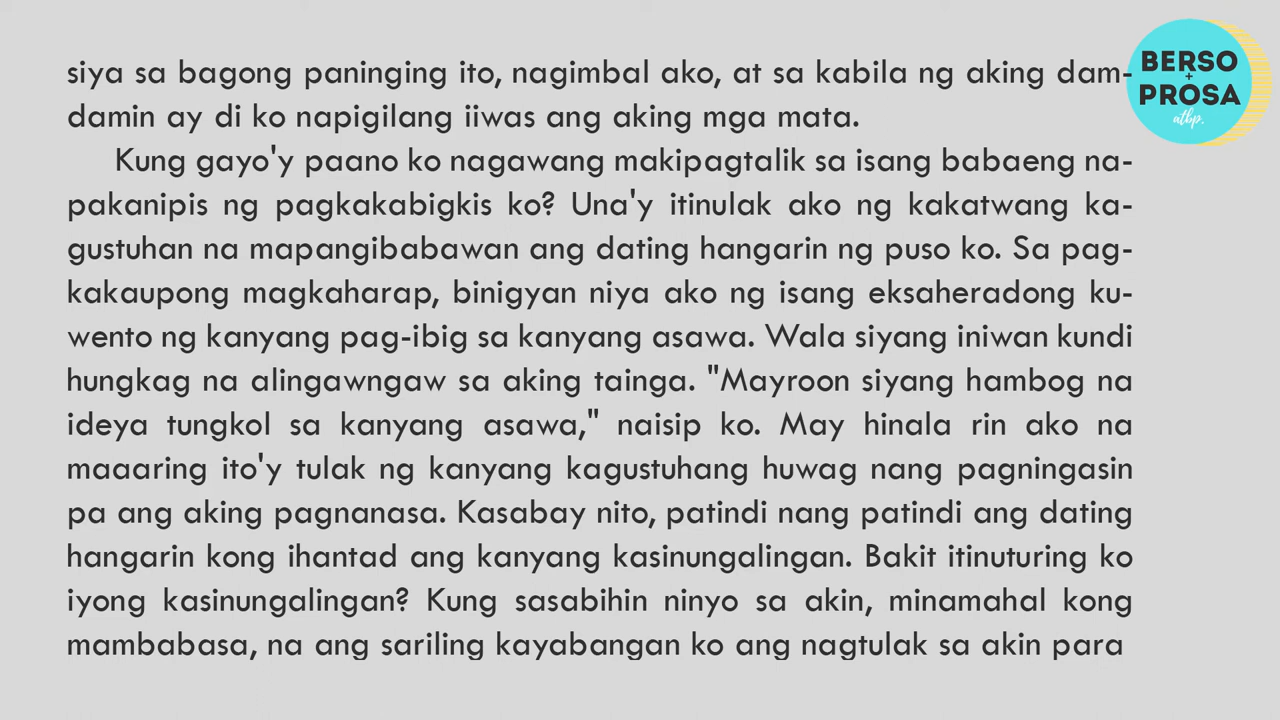 siya sa bagong paninging ito, nagimbal ako, at sa kabila ng aking dam-
damin ay di ko napigilang iiwas ang aking mga mata.
Kung gayo'y paano ko nagawang makipagtalik sa isang babaeng na-
pakanipis ng pagkakabigkis ko? Una'y itinulak ako ng kakatwang ka-
gustuhan na mapangibabawan ang dating hangarin ng puso ko. Sa pag-
kakaupong magkaharap, binigyan niya ako ng isang eksaheradong ku-
wento ng kanyang pag-ibig sa kanyang asawa. Wala siyang iniwan kundi
hungkag na alingawngaw sa aking tainga. "Mayroon siyang hambog na
ideya tungkol sa kanyang asawa," naisip ko. May hinala rin ako na
maaaring ito'y tulak ng kanyang kagustuhang huwag nang pagningasin
pa ang aking pagnanasa. Kasabay nito, patindi nang patindi ang dating
hangarin kong ihantad ang kanyang kasinungalingan. Bakit itinuturing ko
iyong kasinungalingan? Kung sasabihin ninyo sa akin, minamahal kong
mambabasa, na ang sariling kayabangan ko ang nagtulak sa akin para
BERSO
+
PROSA
atbp.